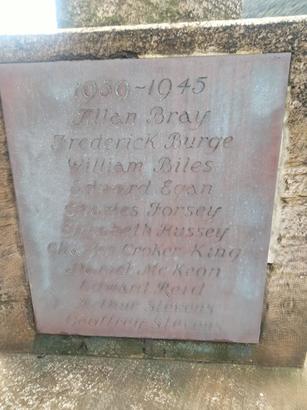 1939~1945
Allan Bray
Frederick Burge
William Biles
Edward Egan
Charles Forsey
Elizabeth Hussey
Charles Croker-King
Daniel McKeon
Edward Reid
Arthur Stevens
Geoffrey Stevens